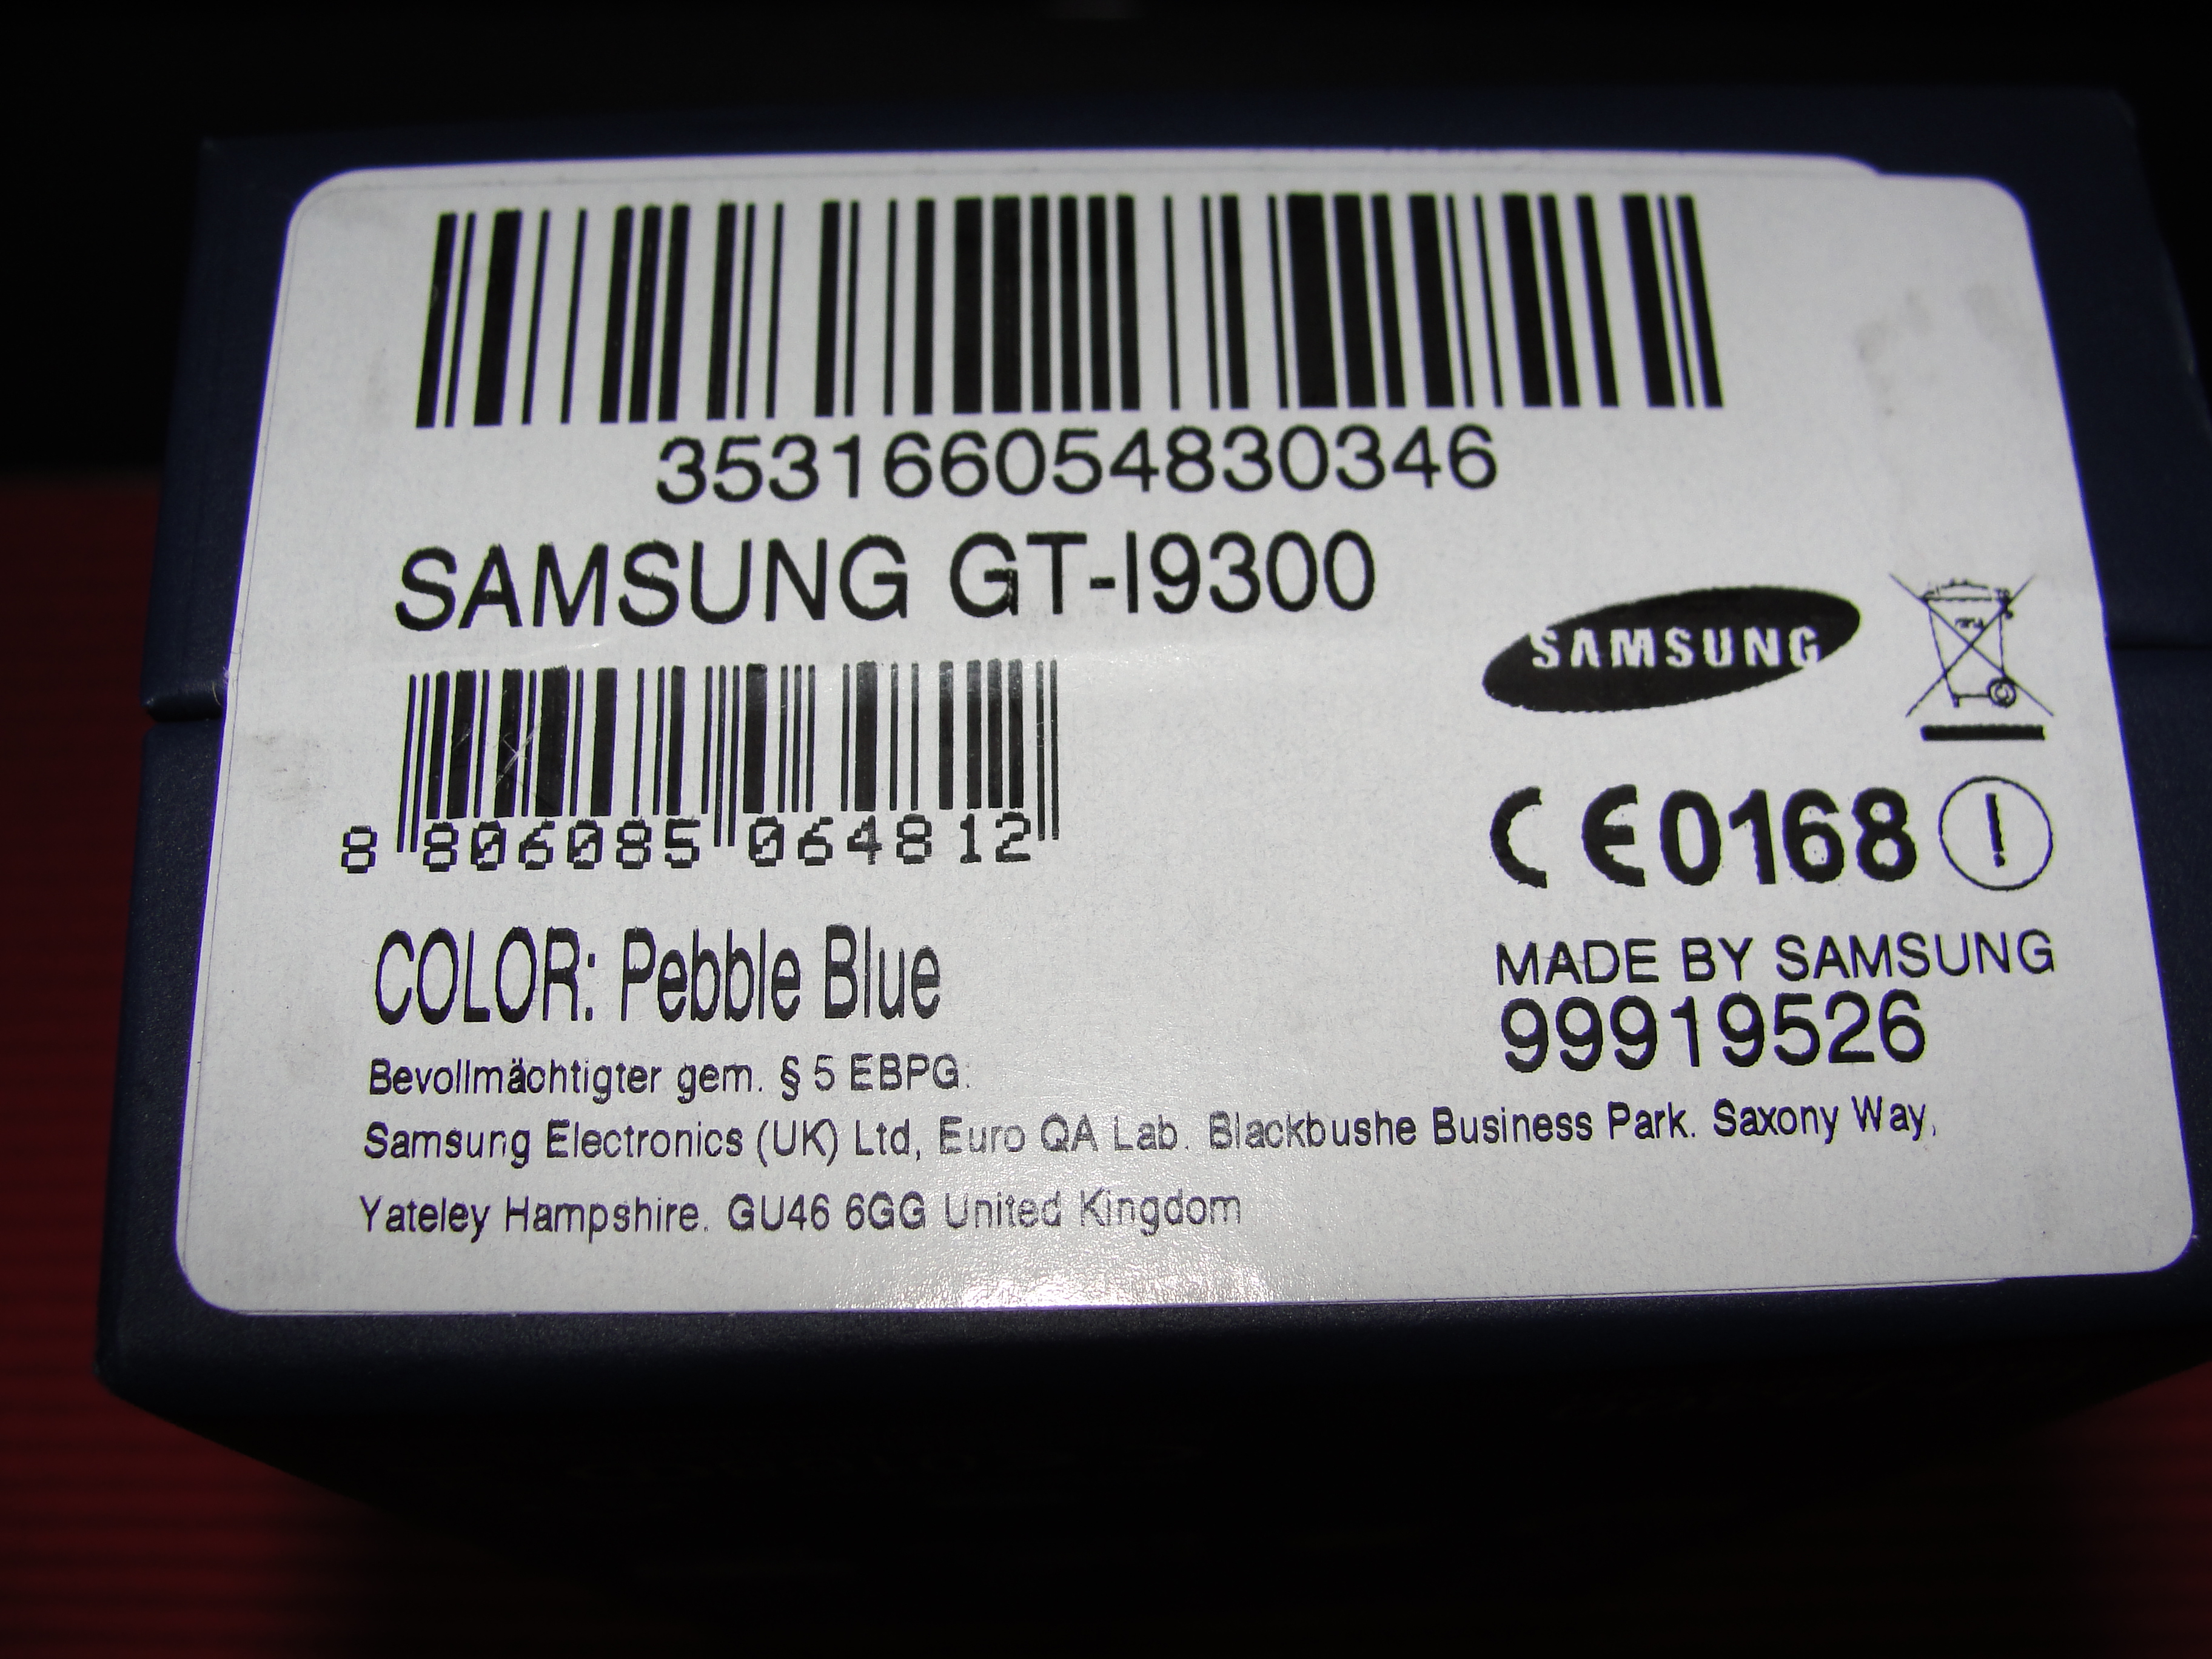 353166054830346
SAMSUNG GT-I9300
SAMSUNG
8 806085 064812
CE0168
COLOR: Pebble Blue
MADE BY SAMSUNG
99919526
Bevollmächtigter gem. § 5 EBPG:
Samsung Electronics (UK) Ltd, Euro QA Lab. Blackbushe Business Park. Saxony Way,
Yateley Hampshire. GU46 6GG United Kingdom